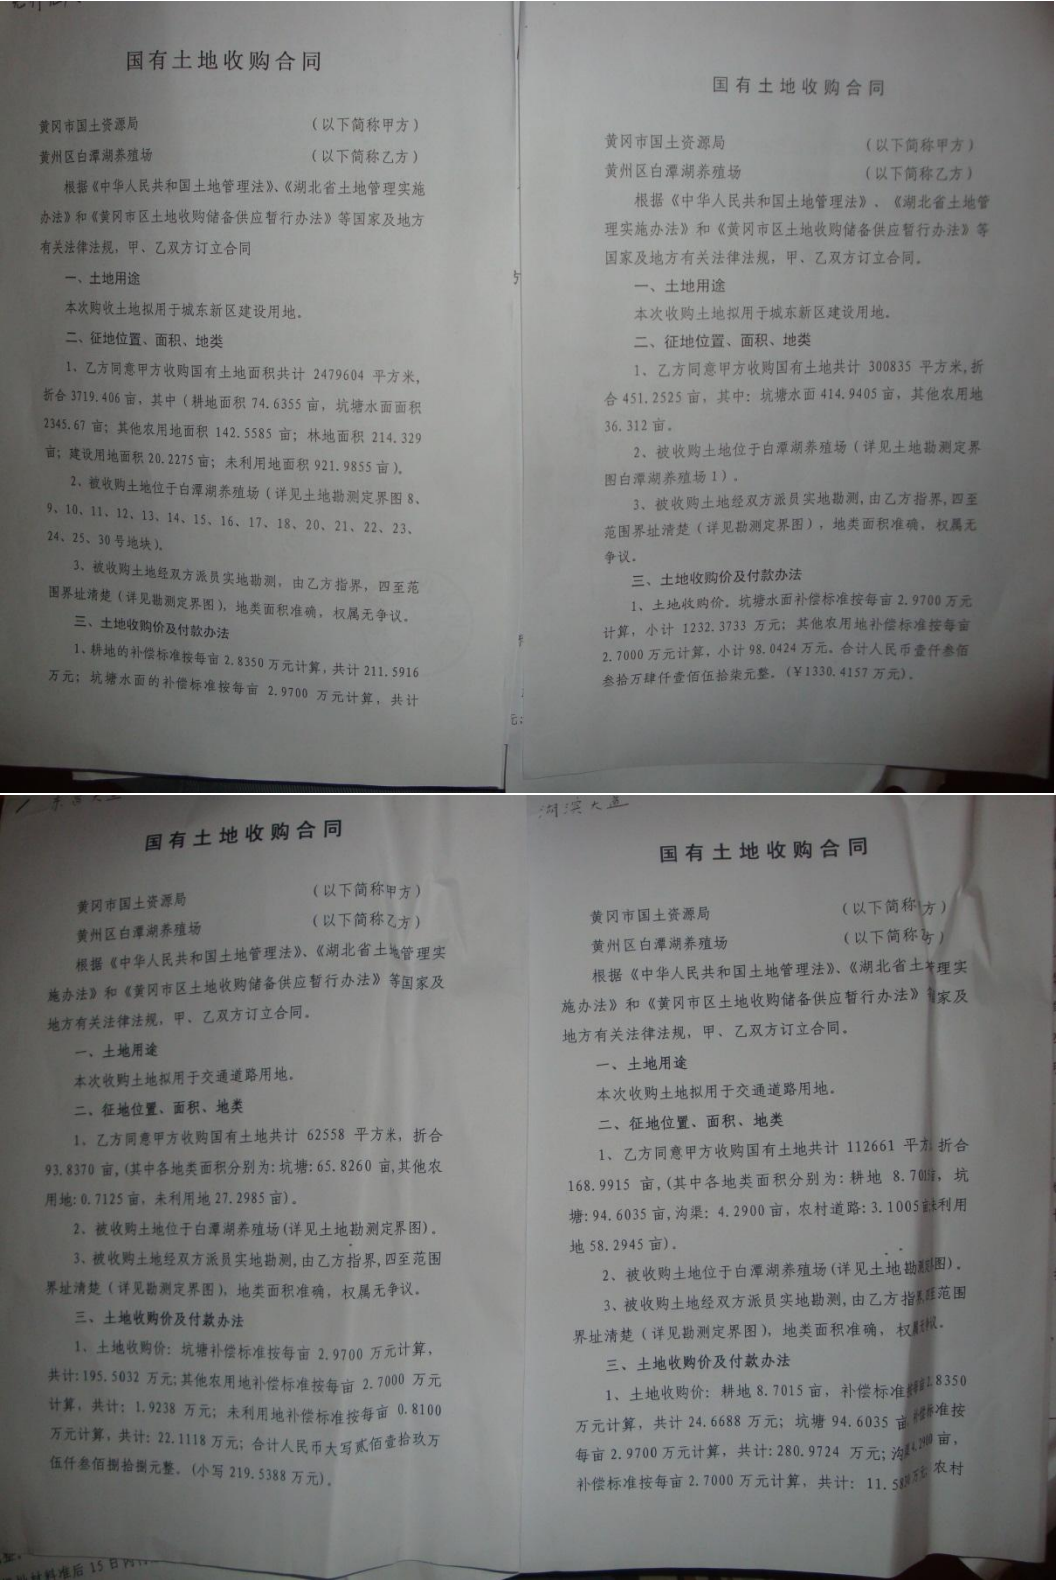 国有土地收购合同
黄冈市国土资源局 （以下简称甲方）
黄州区白潭湖养殖场 （以下简称乙方）
根据《中华人民共和国土地管理法》、《湖北省土地管理实施
办法》和《黄冈市区土地收购储备供应暂行办法》等国家及地方
有关法律法规，甲、乙双方订立合同
一、土地用途
本次购收土地拟用于城东新区建设用地。
二、征地位置、面积、地类
1、乙方同意甲方收购国有土地面积共计 2479604 平方米，
折合 3719.406 亩，其中（耕地面积 74.6355 亩，坑塘水面面积
2345.67 亩；其他农用地面积 142.5585 亩；林地面积 214.329
亩；建设用地面积 20.2275 亩；未利用地面积 921.9855 亩）。
2、被收购土地位于白潭湖养殖场（详见土地勘测定界图 8、
9、10、11、12、13、14、15、16、17、18、20、21、22、23、
24、25、30 号地块）。
3、被收购土地经双方派员实地勘测，由乙方指界，四至范
围界址清楚（详见勘测定界图），地类面积准确，权属无争议。
三、土地收购价及付款办法
1、耕地的补偿标准按每亩 2.8350 万元计算，共计 211.5916
万元；坑塘水面的补偿标准按每亩 2.9700 万元计算，共计
国有土地收购合同
黄冈市国土资源局 （以下简称甲方）
黄州区白潭湖养殖场 （以下简称乙方）
根据《中华人民共和国土地管理法》、《湖北省土地管
理实施办法》和《黄冈市区土地收购储备供应暂行办法》等
国家及地方有关法律法规，甲、乙双方订立合同。
一、土地用途
本次收购土地拟用于城东新区建设用地。
二、征地位置、面积、地类
1、乙方同意甲方收购国有土地共计 300835 平方米，折
合 451.2525 亩，其中：坑塘水面 414.9405 亩，其他农用地
36.312 亩。
2、被收购土地位于白潭湖养殖场（详见土地勘测定界
图白潭湖养殖场 1）。
3、被收购土地经双方派员实地勘测，由乙方指界，四至
范围界址清楚（详见勘测定界图），地类面积准确，权属无
争议。
三、土地收购价及付款办法
1、土地收购价。坑塘水面补偿标准按每亩 2.9700 万元
计算，小计 1232.3733 万元；其他农用地补偿标准按每亩
2.7000 万元计算，小计 98.0424 万元。合计人民币壹仟叁佰
叁拾万肆仟壹佰伍拾柒元整。（￥1330.4157 万元）。
国有土地收购合同
黄冈市国土资源局 （以下简称甲方）
黄州区白潭湖养殖场 （以下简称乙方）
根据《中华人民共和国土地管理法》、《湖北省土地管理实
施办法》和《黄冈市区土地收购储备供应暂行办法》等国家及
地方有关法律法规，甲、乙双方订立合同。
一、土地用途
本次收购土地拟用于交通道路用地。
二、征地位置、面积、地类
1、乙方同意甲方收购国有土地共计 62558 平方米，折合
93.8370 亩，(其中各地类面积分别为：坑塘：65.8260 亩,其他农
用地：0.7125 亩，未利用地 27.2985 亩)。
2、被收购土地位于白潭湖养殖场(详见土地勘测定界图)。
3、被收购土地经双方派员实地勘测，由乙方指界，四至范围
界址清楚（详见勘测定界图)，地类面积准确，权属无争议。
三、土地收购价及付款办法
1、土地收购价：坑塘补偿标准按每亩 2.9700 万元计算，
共计：195.5032 万元;其他农用地补偿标准按每亩 2.7000 万元
计算，共计：1.9238 万元；未利用地补偿标准按每亩 0.8100
万元计算，共计：22.1118 万元；合计人民币大写贰佰壹拾玖万
伍仟叁佰捌拾捌元整。(小写 219.5388 万元)。
材料准后 15 日内
湖滨大道
国有土地收购合同
黄冈市国土资源局 （以下简称 方）
黄州区白潭湖养殖场 （以下简称 方）
根据《中华人民共和国土地管理法》、《湖北省土 理实
施办法》和《黄冈市区土地收购储备供应暂行办法》 国家及
地方有关法律法规，甲、乙双方订立合同。
一、土地用途
本次收购土地拟用于交通道路用地。
二、征地位置、面积、地类
1、乙方同意甲方收购国有土地共计 112661 平方 折合
168.9915 亩，(其中各地类面积分别为：耕地 8.7015 ，坑
塘：94.6035 亩,沟渠：4.2900 亩，农村道路：3.1005 亩 利用
地 58.2945 亩)。
2、被收购土地位于白潭湖养殖场(详见土地勘 图)。
3、被收购土地经双方派员实地勘测，由乙方指 范围
界址清楚（详见勘测定界图)，地类面积准确，权 。
三、土地收购价及付款办法
1、土地收购价：耕地 8.7015 亩，补偿标准 2.8350
万元计算，共计 24.6688 万元；坑塘 94.6035 亩 标准按
每亩 2.9700 万元计算，共计：280.9724 万元；沟 亩，
补偿标准按每亩 2.7000 万元计算，共计：11.58 万元 农村